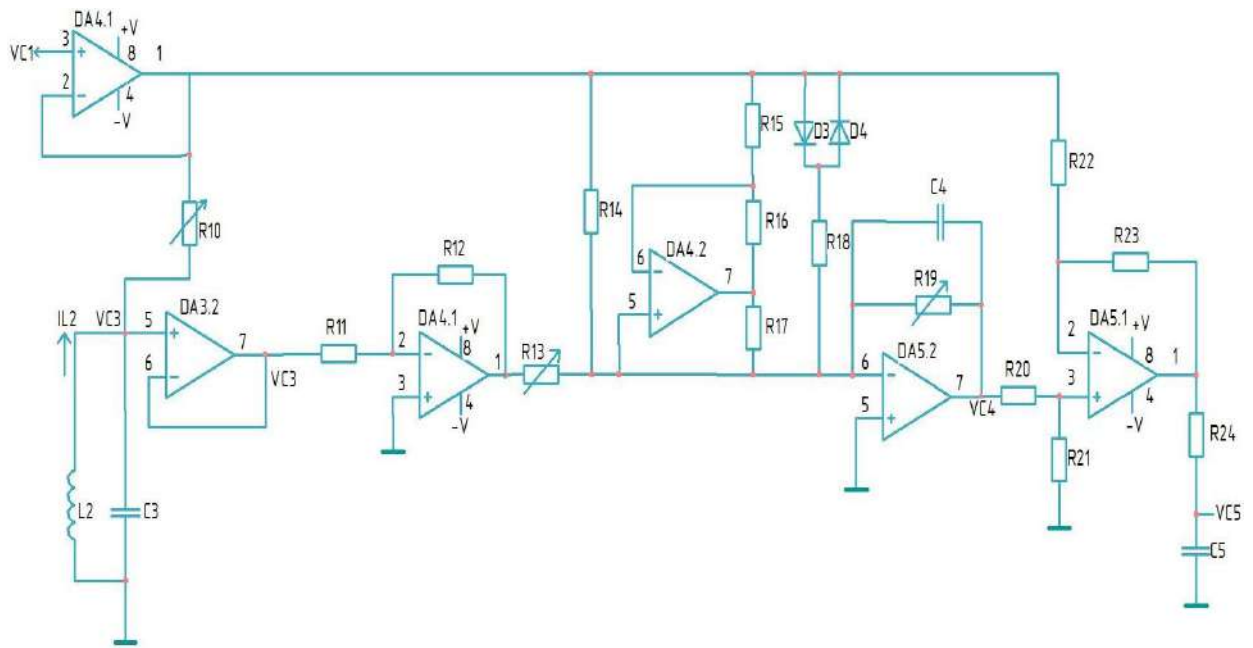 DA4.1
+V
VC1
3
+
8
1
2
−
4
-V
R10
R14
R15
D3
D4
R16
R18
DA4.2
6
−
7
5
+
R17
C4
R19
R22
R23
IL2
VC3
DA3.2
5
+
7
6
−
VC3
R11
R12
DA4.1
+V
2
−
8
1
3
+
4
-V
R13
DA5.2
6
−
7
5
+
VC4
R20
R21
DA5.1
+V
2
−
8
1
3
+
4
-V
R24
VC5
C5
L2
C3